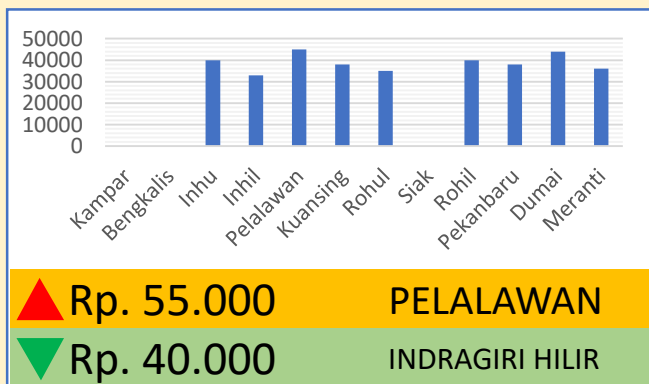 50000
40000
30000
20000
10000
0
Kampar
Bengkalis
Inhu
Inhil
Pelalawan
Kuansing
Rohul
Siak
Rohil
Pekanbaru
Dumai
Meranti
Rp. 55.000 PELALAWAN
Rp. 40.000 INDRAGIRI HILIR